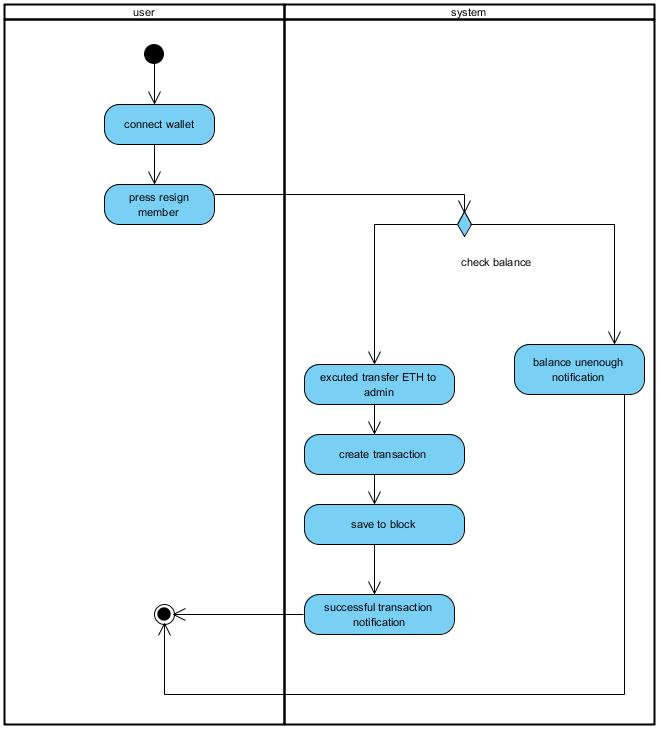 user
system
connect wallet
press resign
member
check balance
balance unenough
notification
excuted transfer ETH to
admin
create transaction
save to block
successful transaction
notification